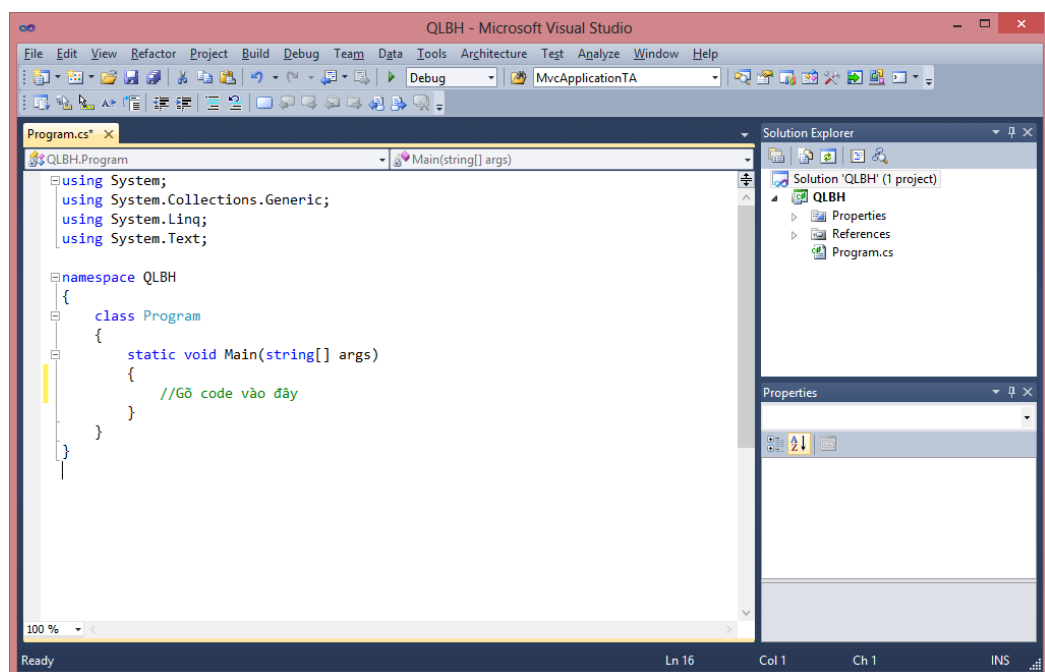 QLBH - Microsoft Visual Studio
File Edit View Refactor Project Build Debug Team Data Tools Architecture Test Analyze Window Help
Debug MvcApplicationTA
Program.cs*
QLBH.Program Main(string[] args)
using System;
using System.Collections.Generic;
using System.Linq;
using System.Text;
namespace QLBH
{
class Program
{
static void Main(string[] args)
{
//Gõ code vào đây
}
}
}
100 %
Solution Explorer
Solution 'QLBH' (1 project)
QLBH
Properties
References
Program.cs
Properties
Ready Ln 16 Col 1 Ch 1 INS